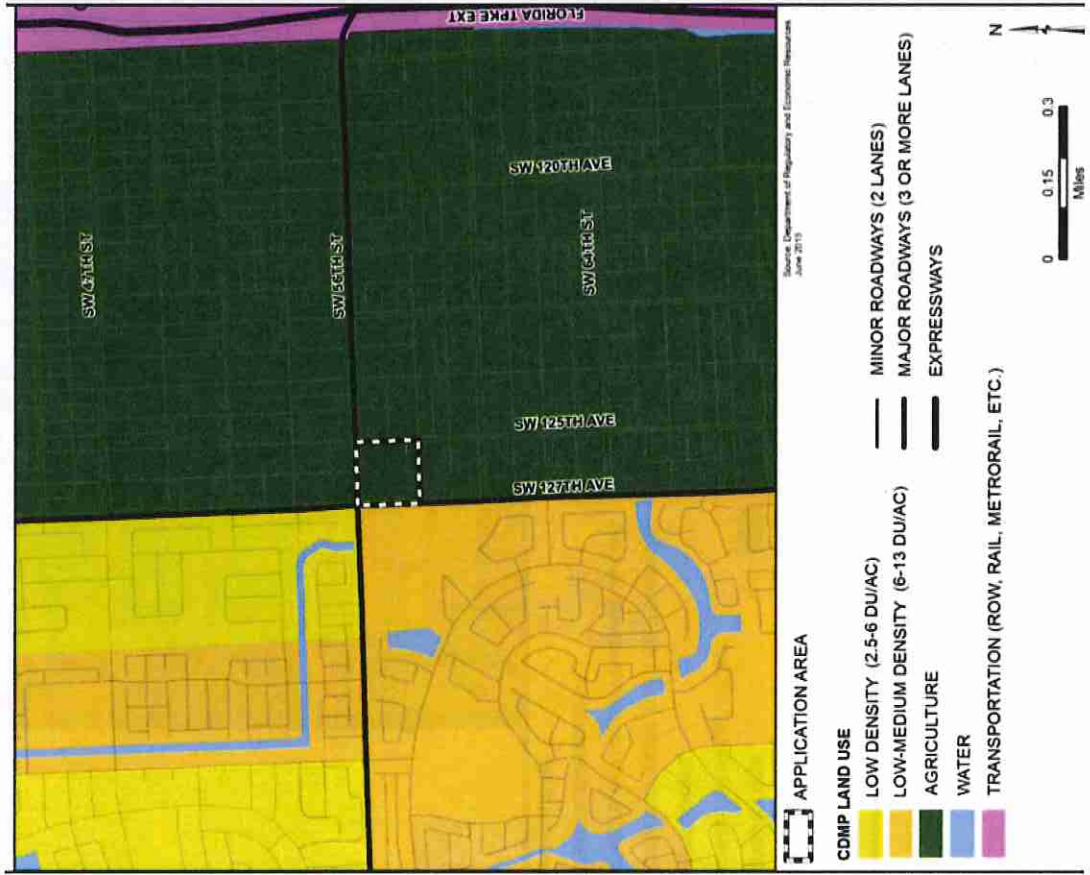 FLORIDA TPKE EXT
SW 47TH ST
SW 56TH ST
SW 120TH AVE
SW 64TH ST
SW 125TH AVE
SW 127TH AVE
Source: Department of Regulatory and Economic Resources
June 2015
APPLICATION AREA
CDMP LAND USE
LOW DENSITY (2.5-6 DU/AC)
LOW-MEDIUM DENSITY (6-13 DU/AC)
AGRICULTURE
WATER
TRANSPORTATION (ROW, RAIL, METRORAIL, ETC.)
MINOR ROADWAYS (2 LANES)
MAJOR ROADWAYS (3 OR MORE LANES)
EXPRESSWAYS
N
0 0.15 0.3
Miles